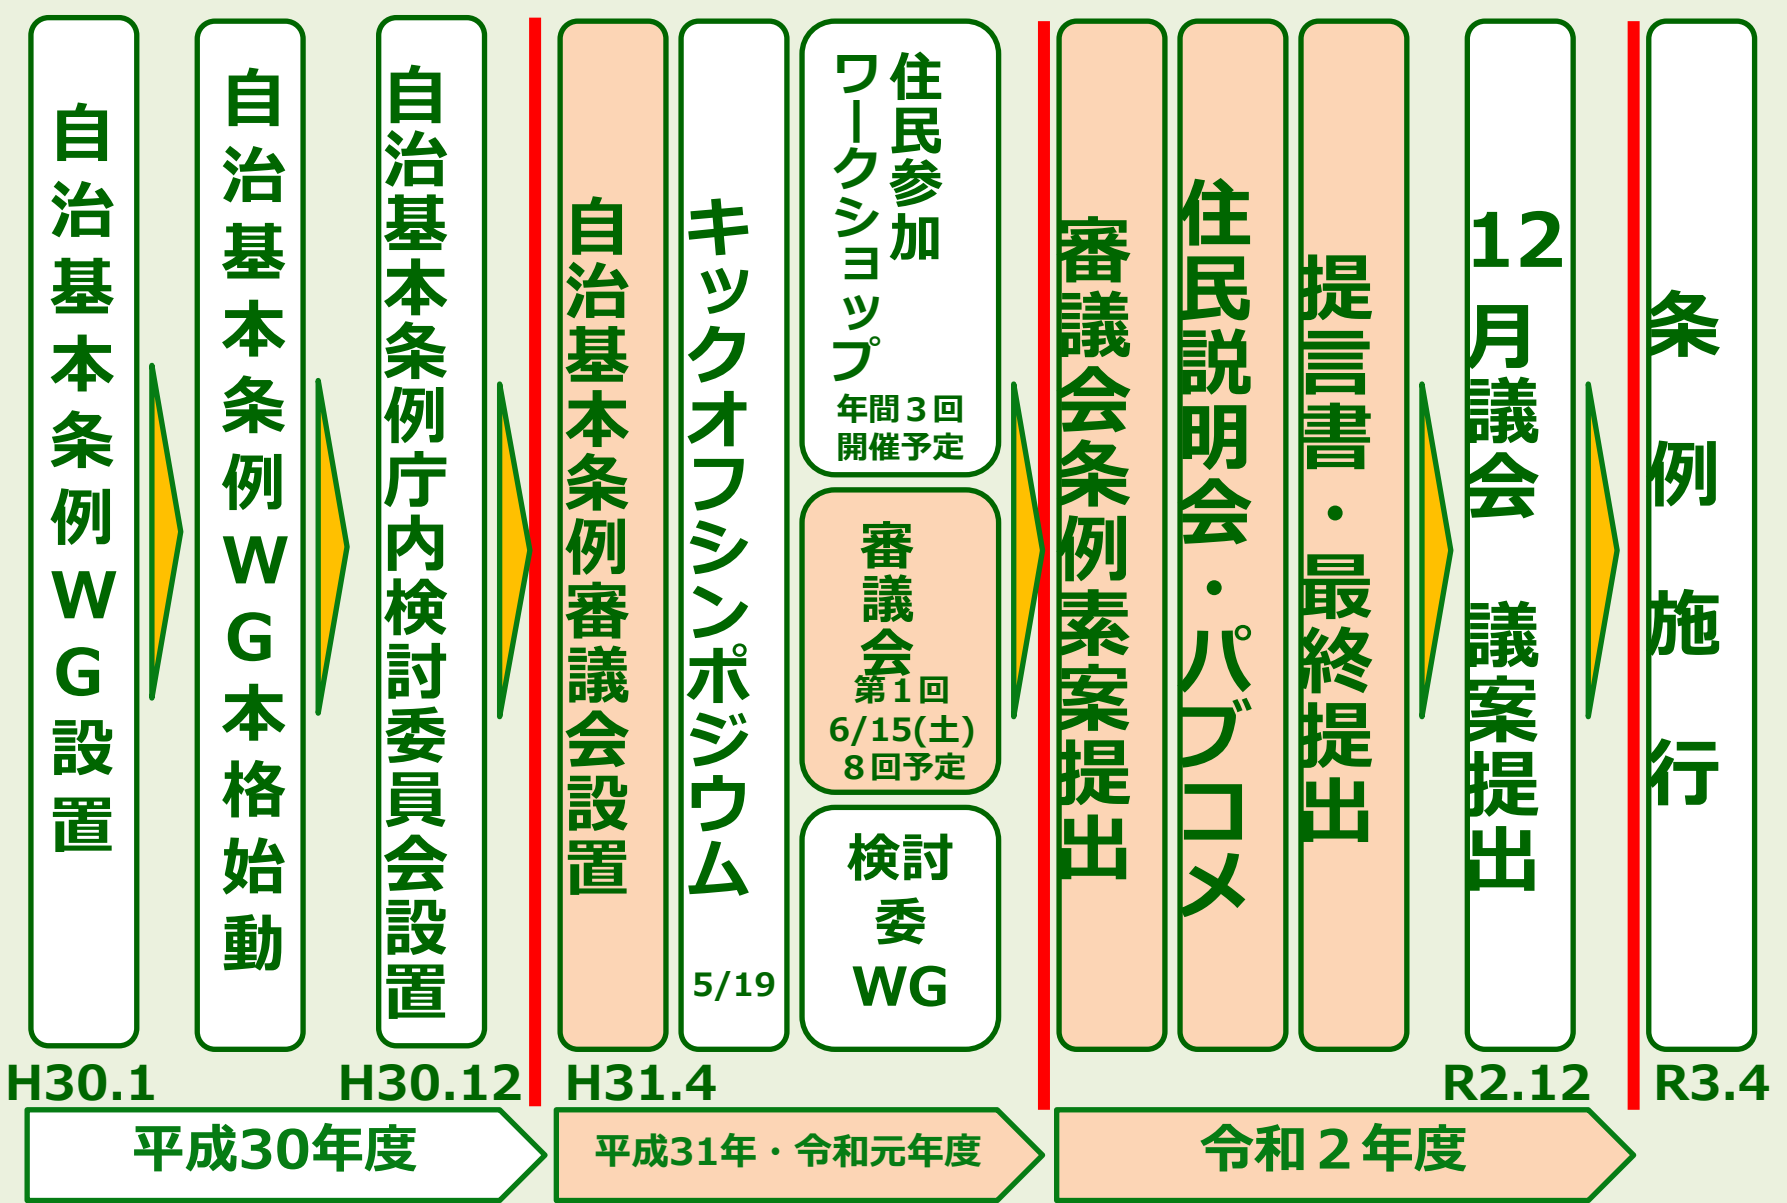 自治基本条例WG設置
自治基本条例WG本格始動
自治基本条例庁内検討委員会設置
自治基本条例審議会設置
キックオフシンポジウム
5/19
住民参加
ワークショップ
年間３回
開催予定
審議会
第１回
6/15(土)
８回予定
検討
委
WG
審議会条例素案提出
住民説明会・パブコメ
提言書・最終提出
12月議会　議案提出
条例施行
H30.1
H30.12
H31.4
R2.12
R3.4
平成30年度
平成31年・令和元年度
令和２年度